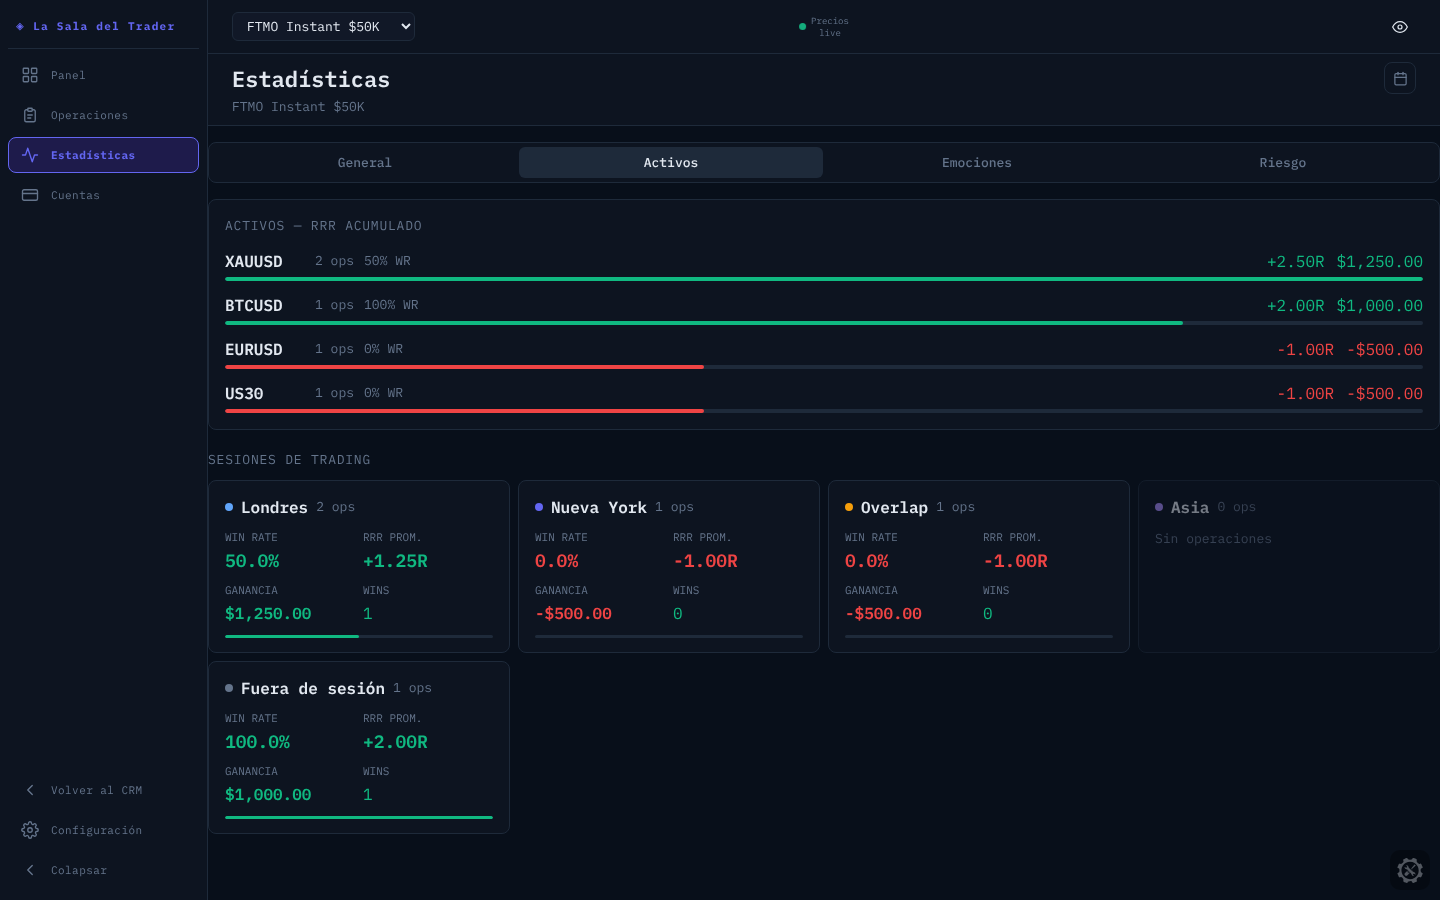 ◈ La Sala del Trader
Panel
Operaciones
Estadísticas
Cuentas
Volver al CRM
Configuración
Colapsar
FTMO Instant $50K
Precios
live
Estadísticas
FTMO Instant $50K
General
Activos
Emociones
Riesgo
ACTIVOS — RRR ACUMULADO
XAUUSD 2 ops 50% WR +2.50R $1,250.00
BTCUSD 1 ops 100% WR +2.00R $1,000.00
EURUSD 1 ops 0% WR -1.00R -$500.00
US30 1 ops 0% WR -1.00R -$500.00
SESIONES DE TRADING
Londres 2 ops
WIN RATE RRR PROM.
50.0% +1.25R
GANANCIA WINS
$1,250.00 1
Nueva York 1 ops
WIN RATE RRR PROM.
0.0% -1.00R
GANANCIA WINS
-$500.00 0
Overlap 1 ops
WIN RATE RRR PROM.
0.0% -1.00R
GANANCIA WINS
-$500.00 0
Asia 0 ops
Sin operaciones
Fuera de sesión 1 ops
WIN RATE RRR PROM.
100.0% +2.00R
GANANCIA WINS
$1,000.00 1